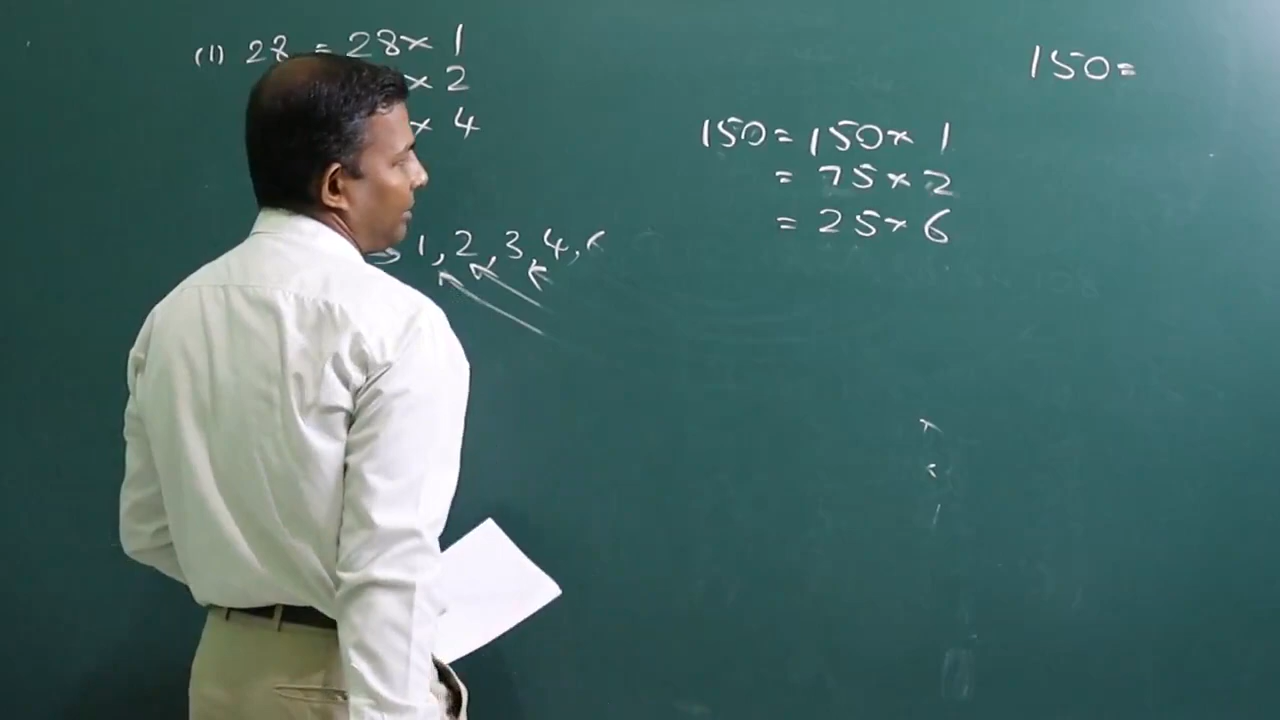 (1) 28 = 28 × 1
× 2
× 4
1, 2, 3, 4,
150 = 150 × 1
= 75 × 2
= 25 × 6
150 =